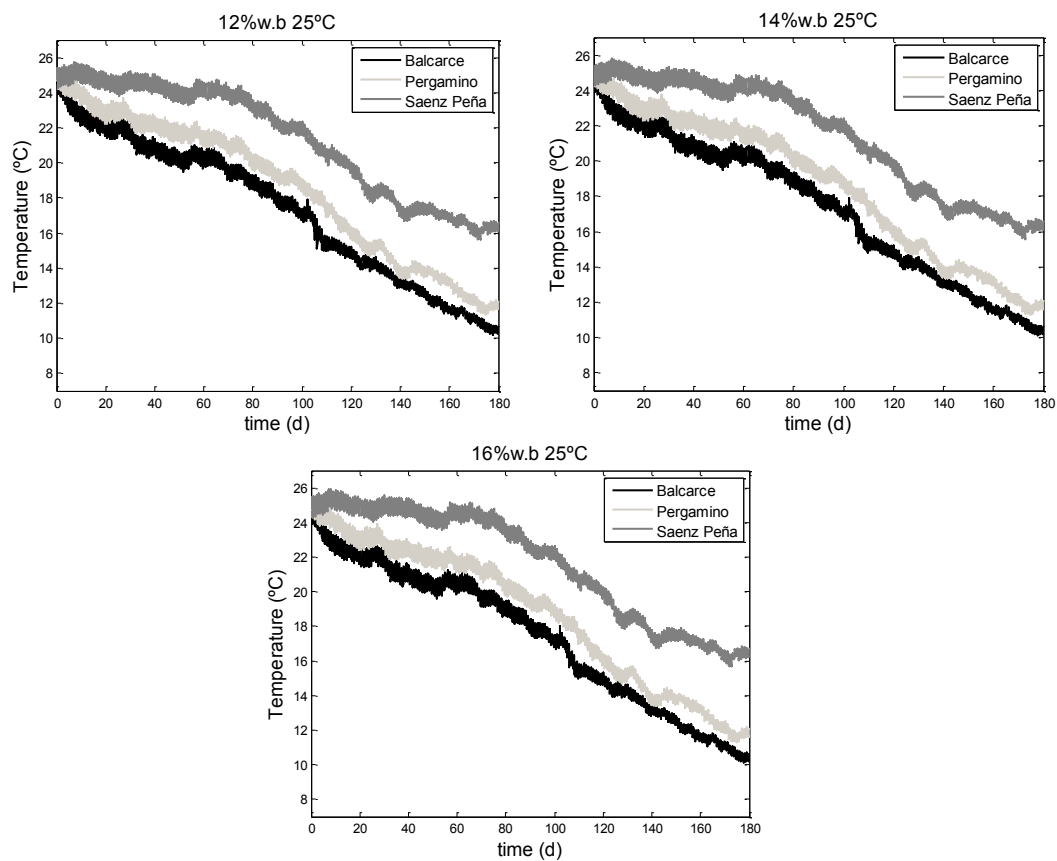 12%w.b 25ºC
Temperature (ºC)
26
24
22
20
18
16
14
12
10
8
Balcarce
Pergamino
Saenz Peña
0 20 40 60 80 100 120 140 160 180
time (d)
14%w.b 25ºC
Temperature (ºC)
26
24
22
20
18
16
14
12
10
8
Balcarce
Pergamino
Saenz Peña
0 20 40 60 80 100 120 140 160 180
time (d)
16%w.b 25ºC
Temperature (ºC)
26
24
22
20
18
16
14
12
10
8
Balcarce
Pergamino
Saenz Peña
0 20 40 60 80 100 120 140 160 180
time (d)